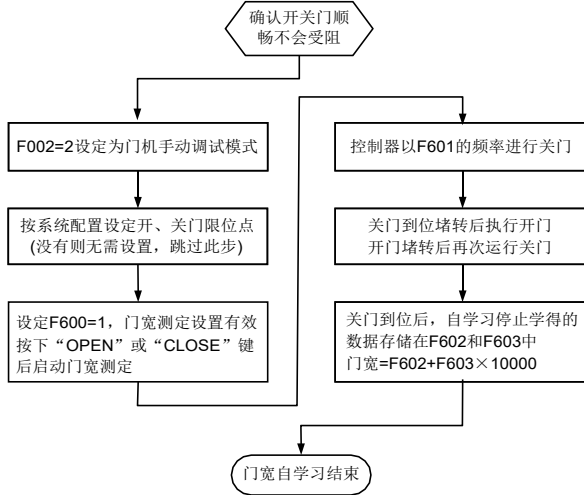 确认开关门顺
畅不会受阻
F002=2设定为门机手动调试模式
按系统配置设定开、关门限位点
(没有则无需设置，跳过此步)
设定F600=1，门宽测定设置有效
按下“OPEN”或“CLOSE”键
后启动门宽测定
控制器以F601的频率进行关门
关门到位堵转后执行开门
开门堵转后再次运行关门
关门到位后，自学习停止学得的
数据存储在F602和F603中
门宽=F602+F603×10000
门宽自学习结束